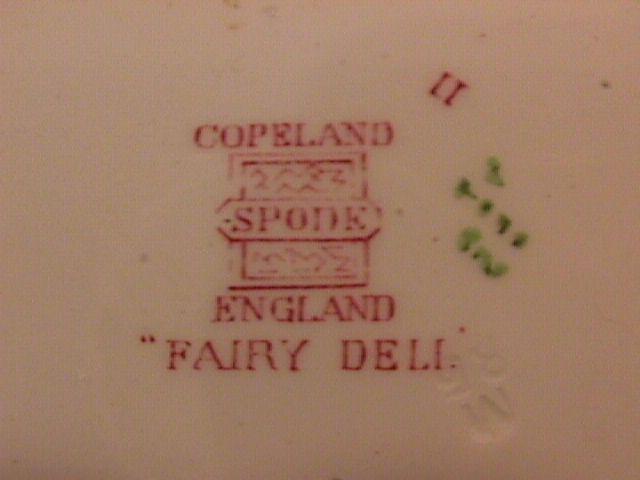 II
COPELAND
SPODE
ENGLAND
"FAIRY DELL"